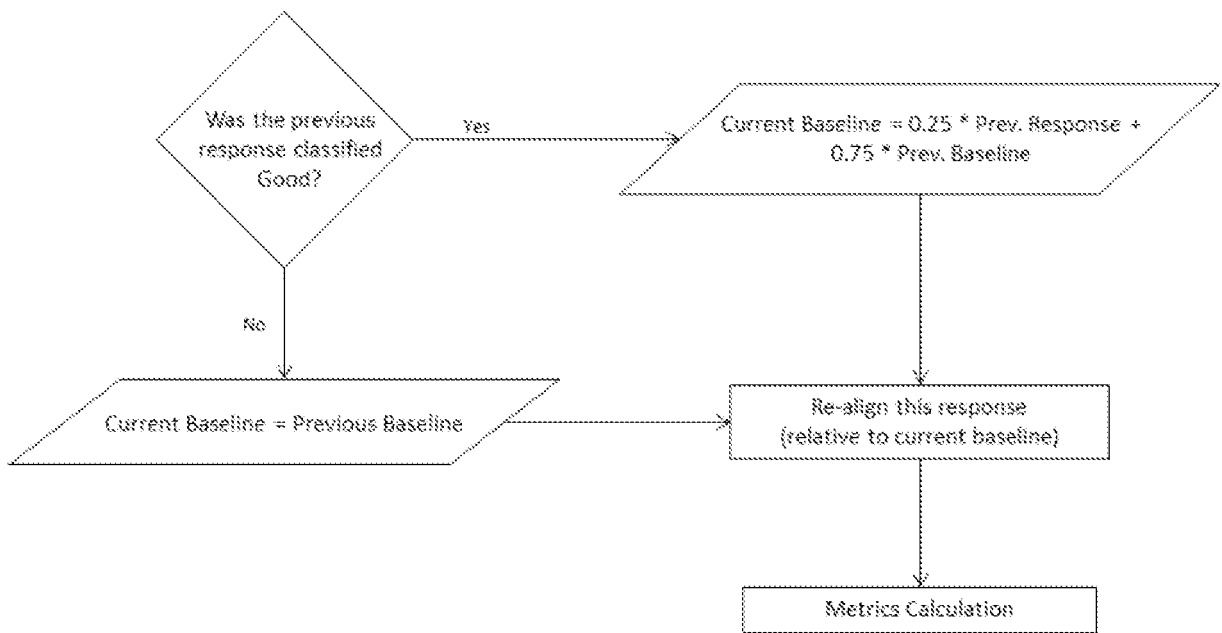 Was the previous
response classified
Good?
Yes
Current Baseline = 0.25 * Prev. Response +
0.75 * Prev. Baseline
No
Current Baseline = Previous Baseline
Re-align this response
(relative to current baseline)
Metrics Calculation